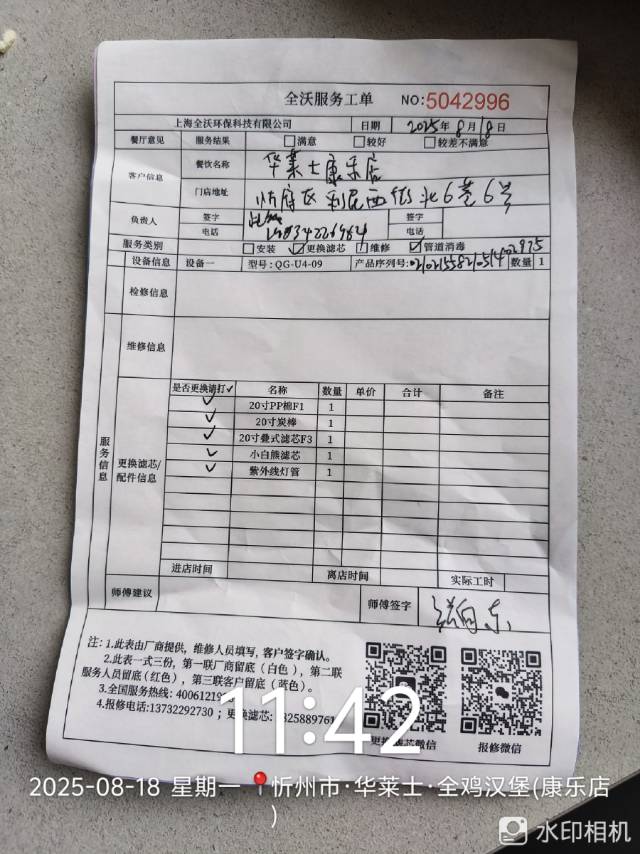 全沃服务工单 NO:5042996
上海全沃环保科技有限公司 日期 2025年8月18日
餐厅意见 服务结果 □满意 □较好 □较差不满意
客户信息 餐饮名称 华莱士康乐店
门店地址 忻府区利民西街北6巷6号
负责人 签字 签字
电话 电话
服务类别 □安装 ☑更换滤芯 □维修 ☑管道消毒
设备信息 设备一 型号:QG-U4-09 产品序列号: 数量 1
检修信息
维修信息
服务信息
更换滤芯/配件信息
是否更换请打✓ 名称 数量 单价 合计 备注
✓ 20寸PP棉F1 1
✓ 20寸炭棒 1
✓ 20寸叠式滤芯F3 1
✓ 小白熊滤芯 1
✓ 紫外线灯管 1
进店时间 离店时间 实际工时
师傅建议 师傅签字
注:1.此表由厂商提供,维修人员填写,客户签字确认。
2.此表一式三份,第一联厂商留底(白色),第二联
服务人员留底(红色),第三联客户留底(蓝色)。
3.全国服务热线:
4.报修电话:13732292730;更换滤芯:
更换滤芯微信 报修微信
11:42
2025-08-18 星期一 忻州市·华莱士·全鸡汉堡(康乐店
)
水印相机